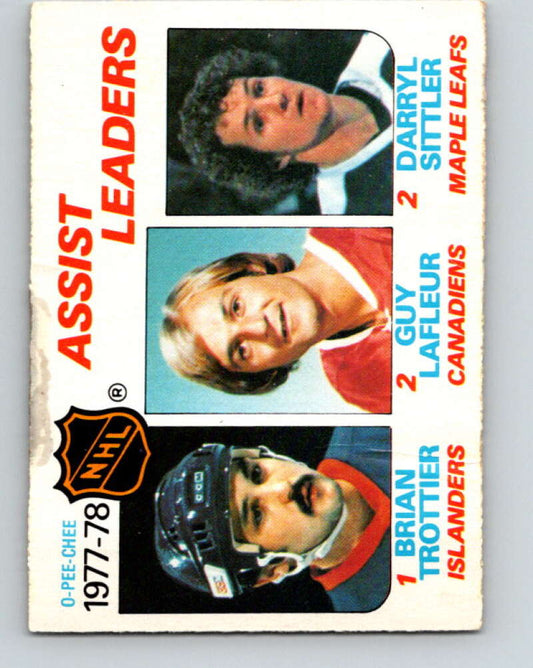 O-PEE-CHEE
1977-78
NHL
®
ASSIST
LEADERS
CCM
1 BRIAN
TROTTIER
ISLANDERS
2 GUY
LAFLEUR
CANADIENS
2 DARRYL
SITTLER
MAPLE LEAFS